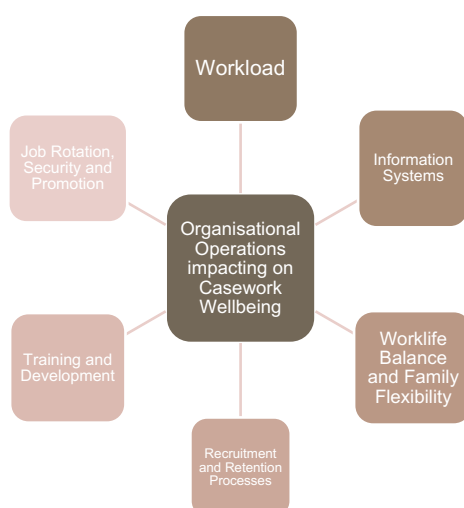 Workload
Job Rotation,
Security and
Promotion
Information
Systems
Organisational
Operations
impacting on
Casework
Wellbeing
Training and
Development
Worklife
Balance
and Family
Flexibility
Recruitment
and Retention
Processes